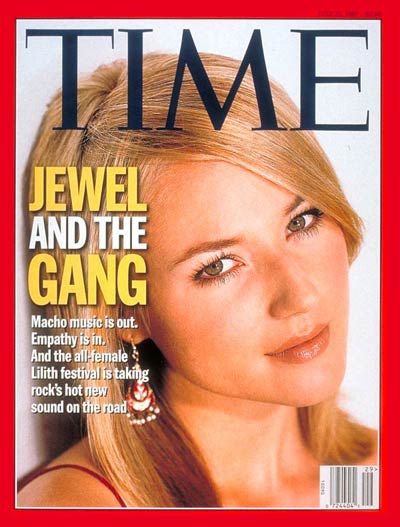 TIME
JEWEL
AND THE
GANG
Macho music is out.
Empathy is in.
And the all-female
Lilith festival is taking
rock's hot new
sound on the road
29>